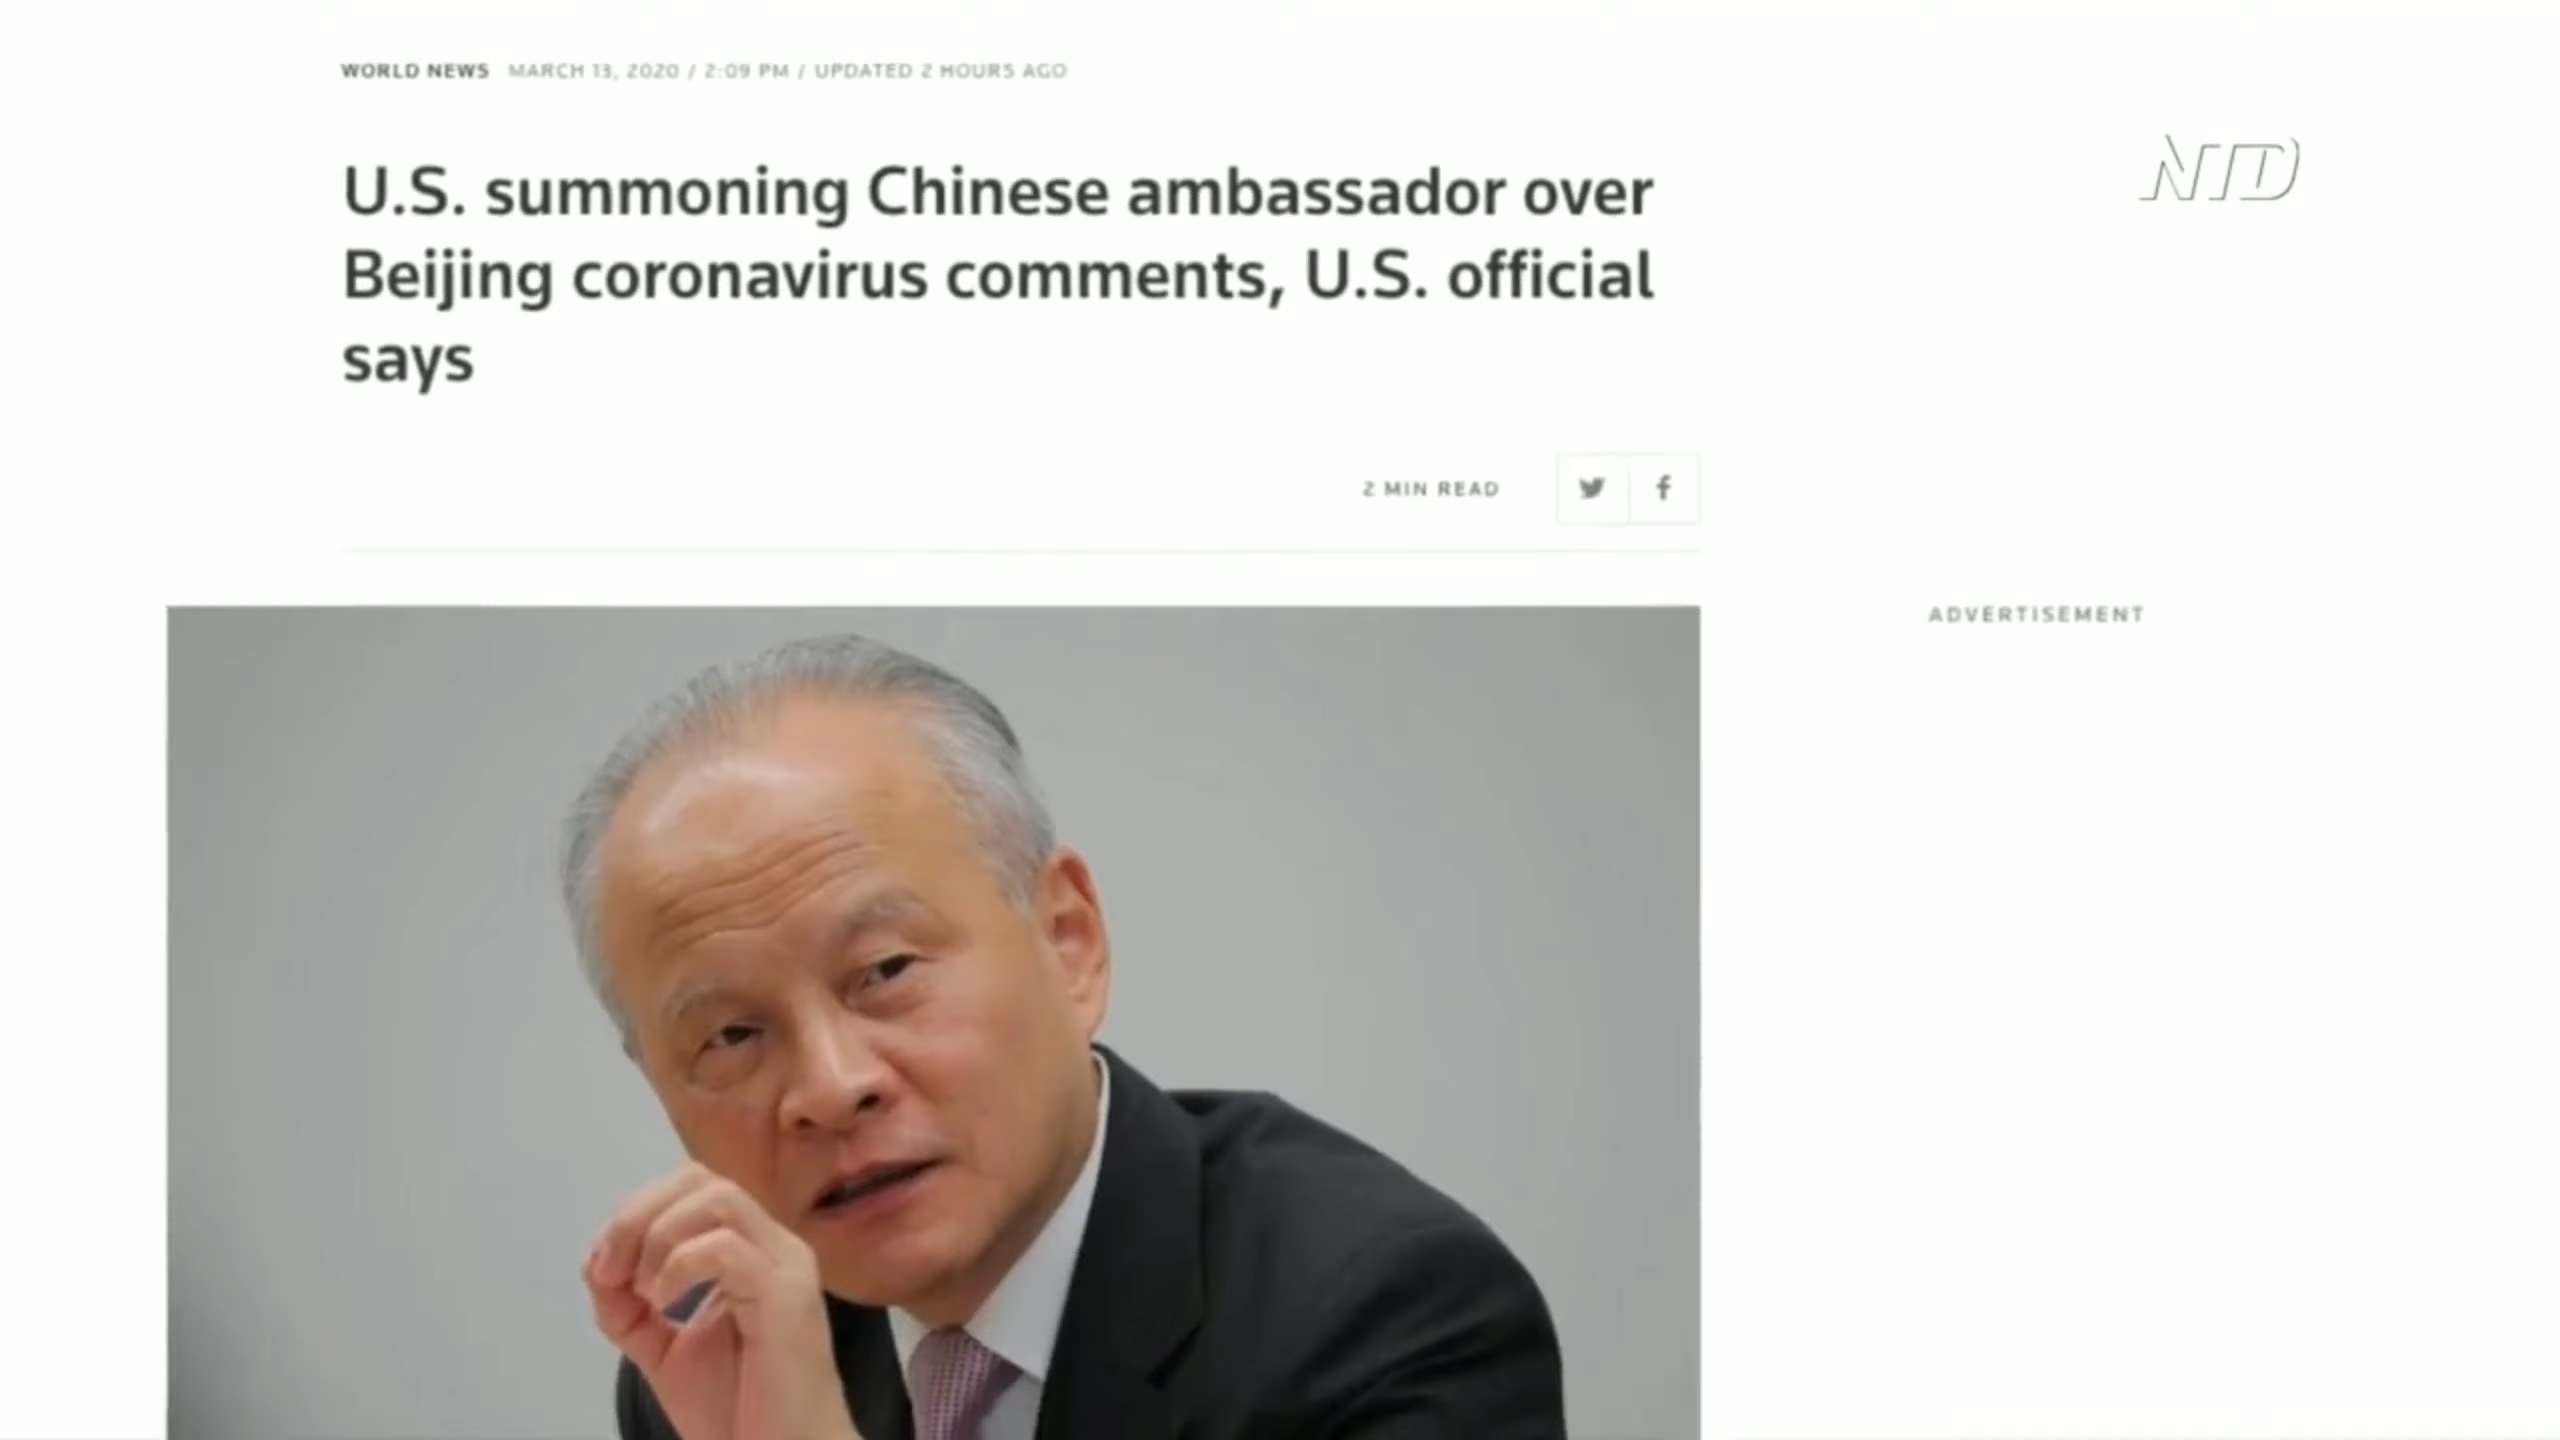 WORLD NEWS MARCH 13, 2020 / 2:09 PM / UPDATED 2 HOURS AGO
NTD
U.S. summoning Chinese ambassador over
Beijing coronavirus comments, U.S. official
says
2 MIN READ
ADVERTISEMENT